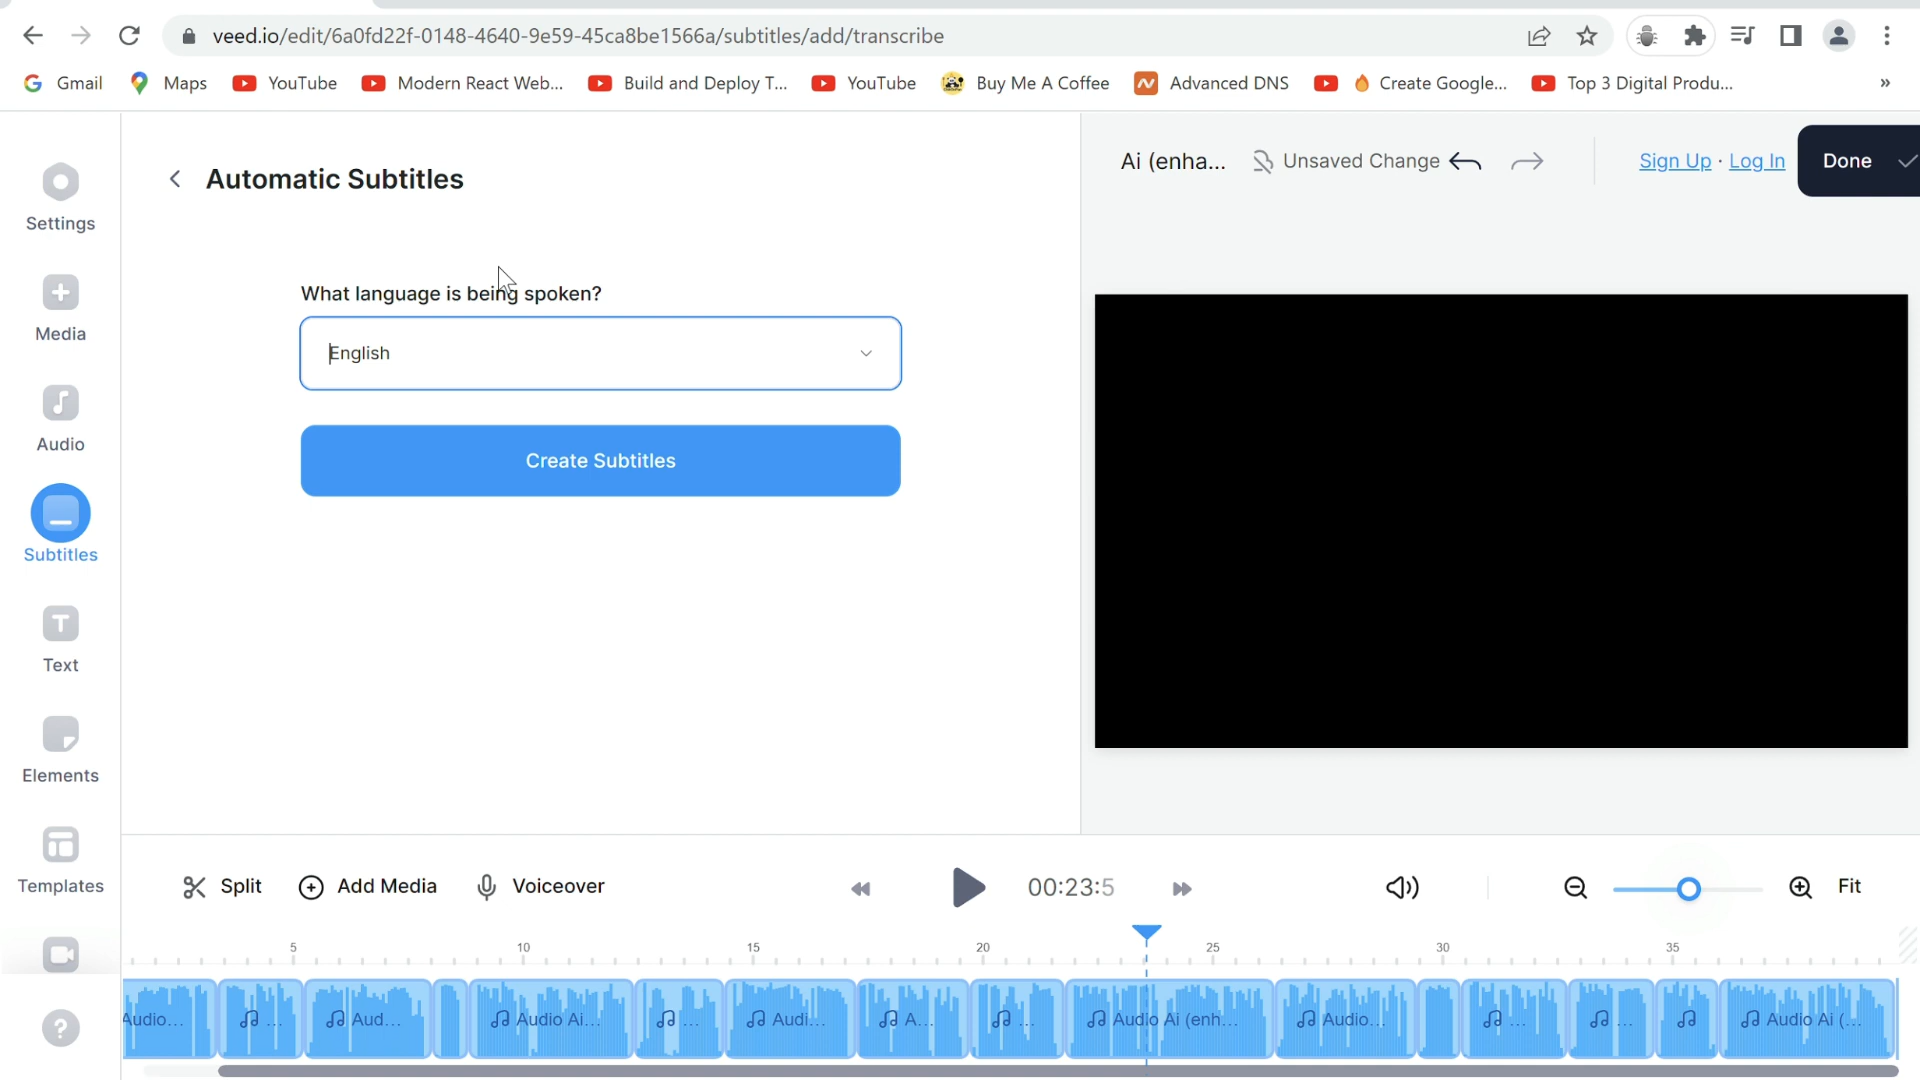 veed.io/edit/6a0fd22f-0148-4640-9e59-45ca8be1566a/subtitles/add/transcribe
Gmail Maps YouTube Modern React Web... Build and Deploy T... YouTube Buy Me A Coffee Advanced DNS Create Google... Top 3 Digital Produ... »
Settings
Media
Audio
Subtitles
Text
Elements
Templates
Automatic Subtitles
What language is being spoken?
English
Create Subtitles
Ai (enha... Unsaved Change Sign Up · Log In Done
Split Add Media Voiceover 00:23:5 Fit
5 10 15 20 25 30 35
Audio... ... Aud... Audio Ai... ... Audi... A... ... Audio Ai (enh... Audio... ... ... Audio Ai (...
?